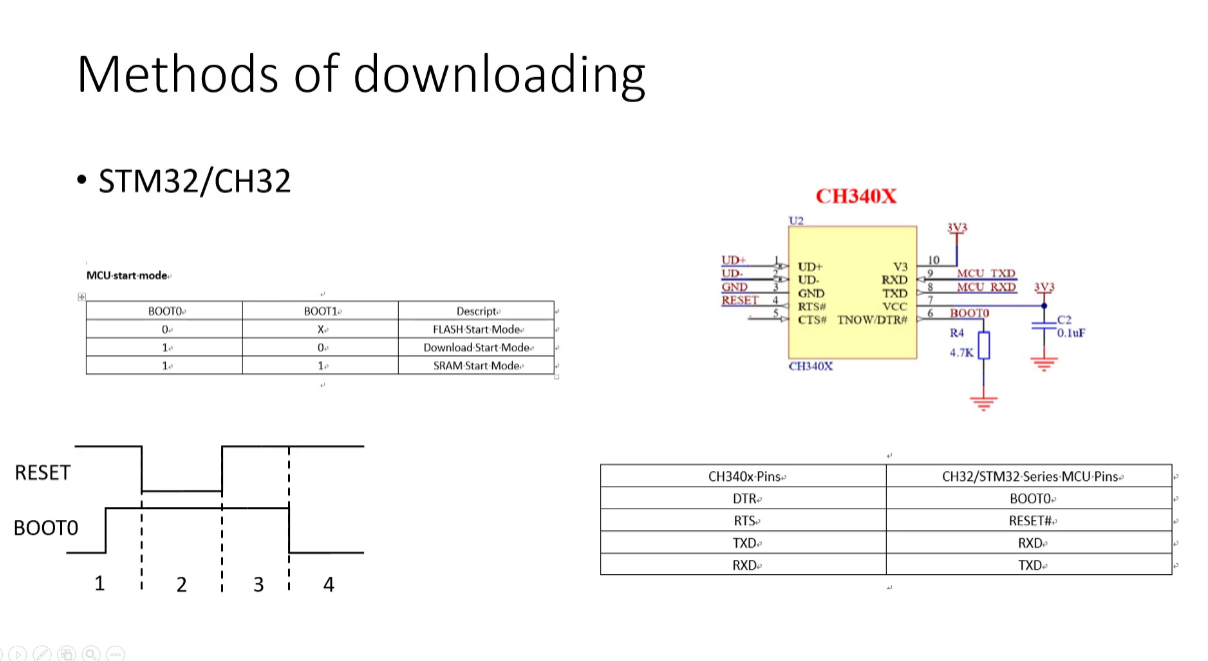 Methods of downloading
• STM32/CH32
MCU start mode
BOOT0 BOOT1 Descript
0 X FLASH Start Mode
1 0 Download Start Mode
1 1 SRAM Start Mode
RESET
BOOT0
1 2 3 4
CH340X
U2
3V3
UD+ 1 UD+ V3 10
UD- 2 UD- RXD 9 MCU TXD
GND 3 GND TXD 8 MCU RXD 3V3
RESET 4 RTS# VCC 7
5 CTS# TNOW/DTR# 6 BOOT0
R4
4.7K
C2
0.1uF
CH340X
CH340x Pins CH32/STM32 Series MCU Pins
DTR BOOT0
RTS RESET#
TXD RXD
RXD TXD